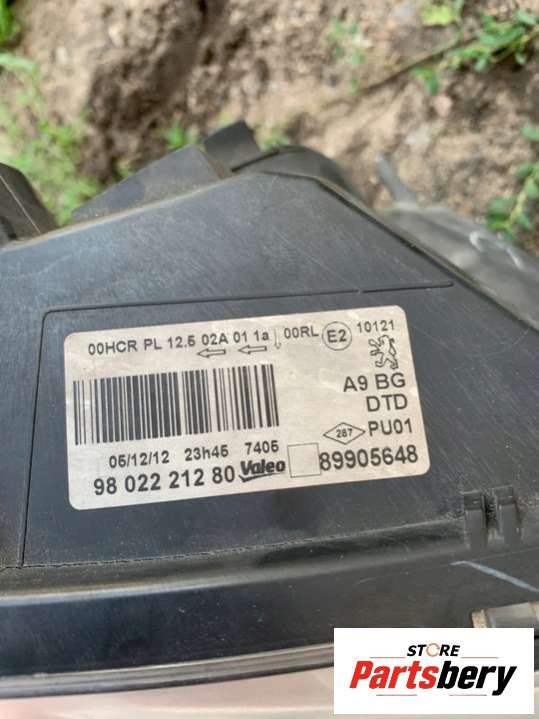 00HCR PL 12.5 02A 01 1a 00RL E2 10121
A9 BG
DTD
287 PU01
05/12/12 23h45 7405
98 022 212 80 Valeo 89905648
STORE
Partsbery